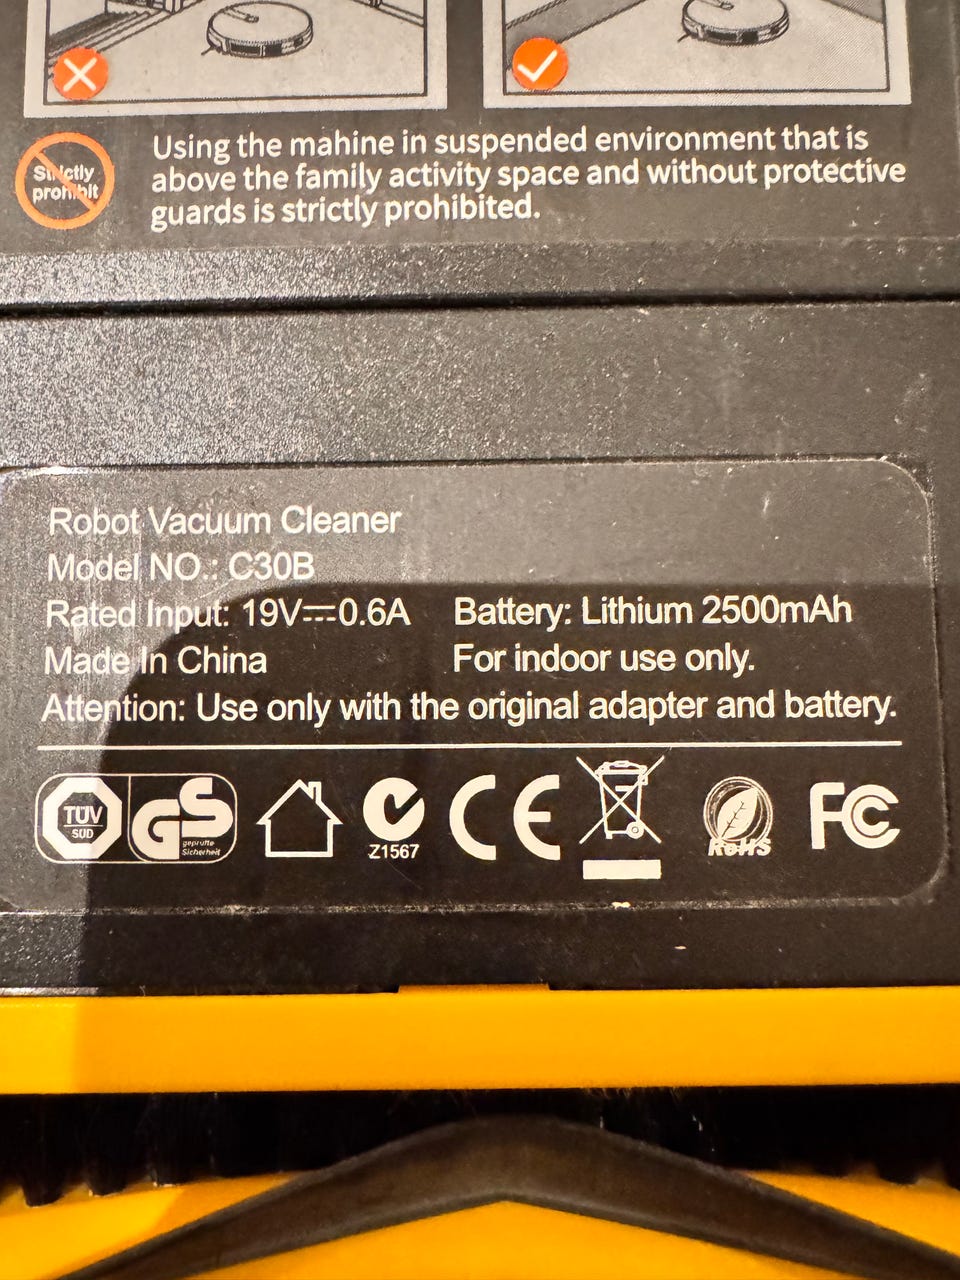 Strictly
prohibit
Using the mahine in suspended environment that is
above the family activity space and without protective
guards is strictly prohibited.
Robot Vacuum Cleaner
Model NO.: C30B
Rated Input: 19V⎓0.6A
Battery: Lithium 2500mAh
Made In China
For indoor use only.
Attention: Use only with the original adapter and battery.
TÜV
SÜD
GS
geprüfte
Sicherheit
Z1567
CE
RoHS
FC